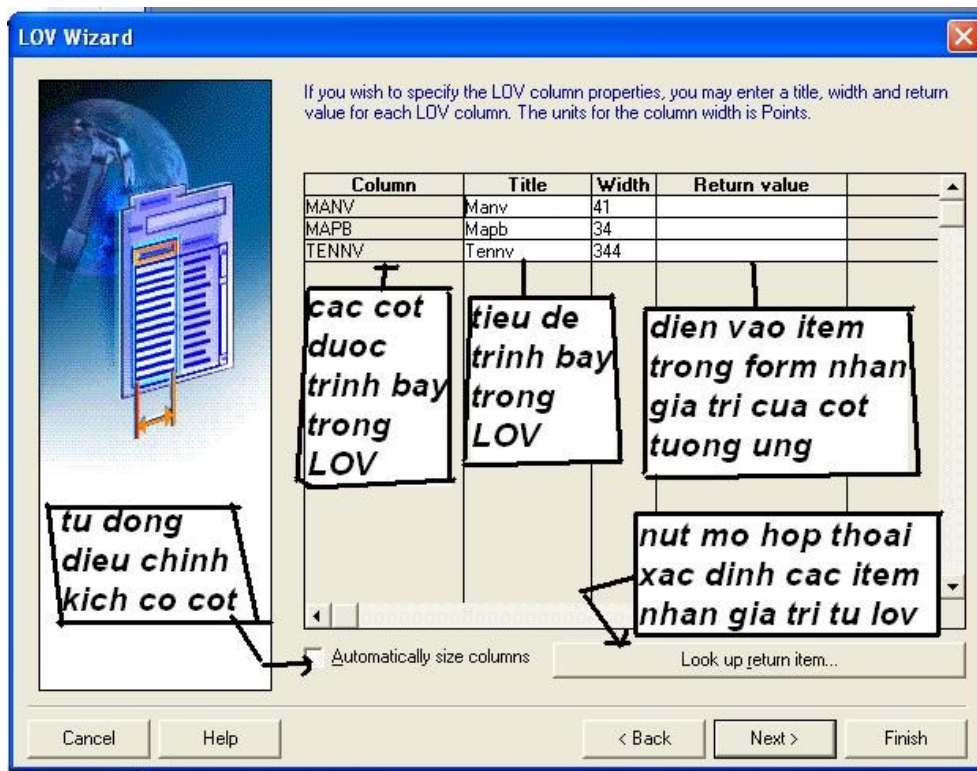 LOV Wizard
If you wish to specify the LOV column properties, you may enter a title, width and return
value for each LOV column. The units for the column width is Points.
Column Title Width Return value
MANV Manv 41
MAPB Mapb 34
TENNV Tennv 344
cac cot
duoc
trinh bay
trong
LOV
tieu de
trinh bay
trong
LOV
dien vao item
trong form nhan
gia tri cua cot
tuong ung
tu dong
dieu chinh
kich co cot
nut mo hop thoai
xac dinh cac item
nhan gia tri tu lov
Automatically size columns
Look up return item...
Cancel
Help
< Back
Next >
Finish